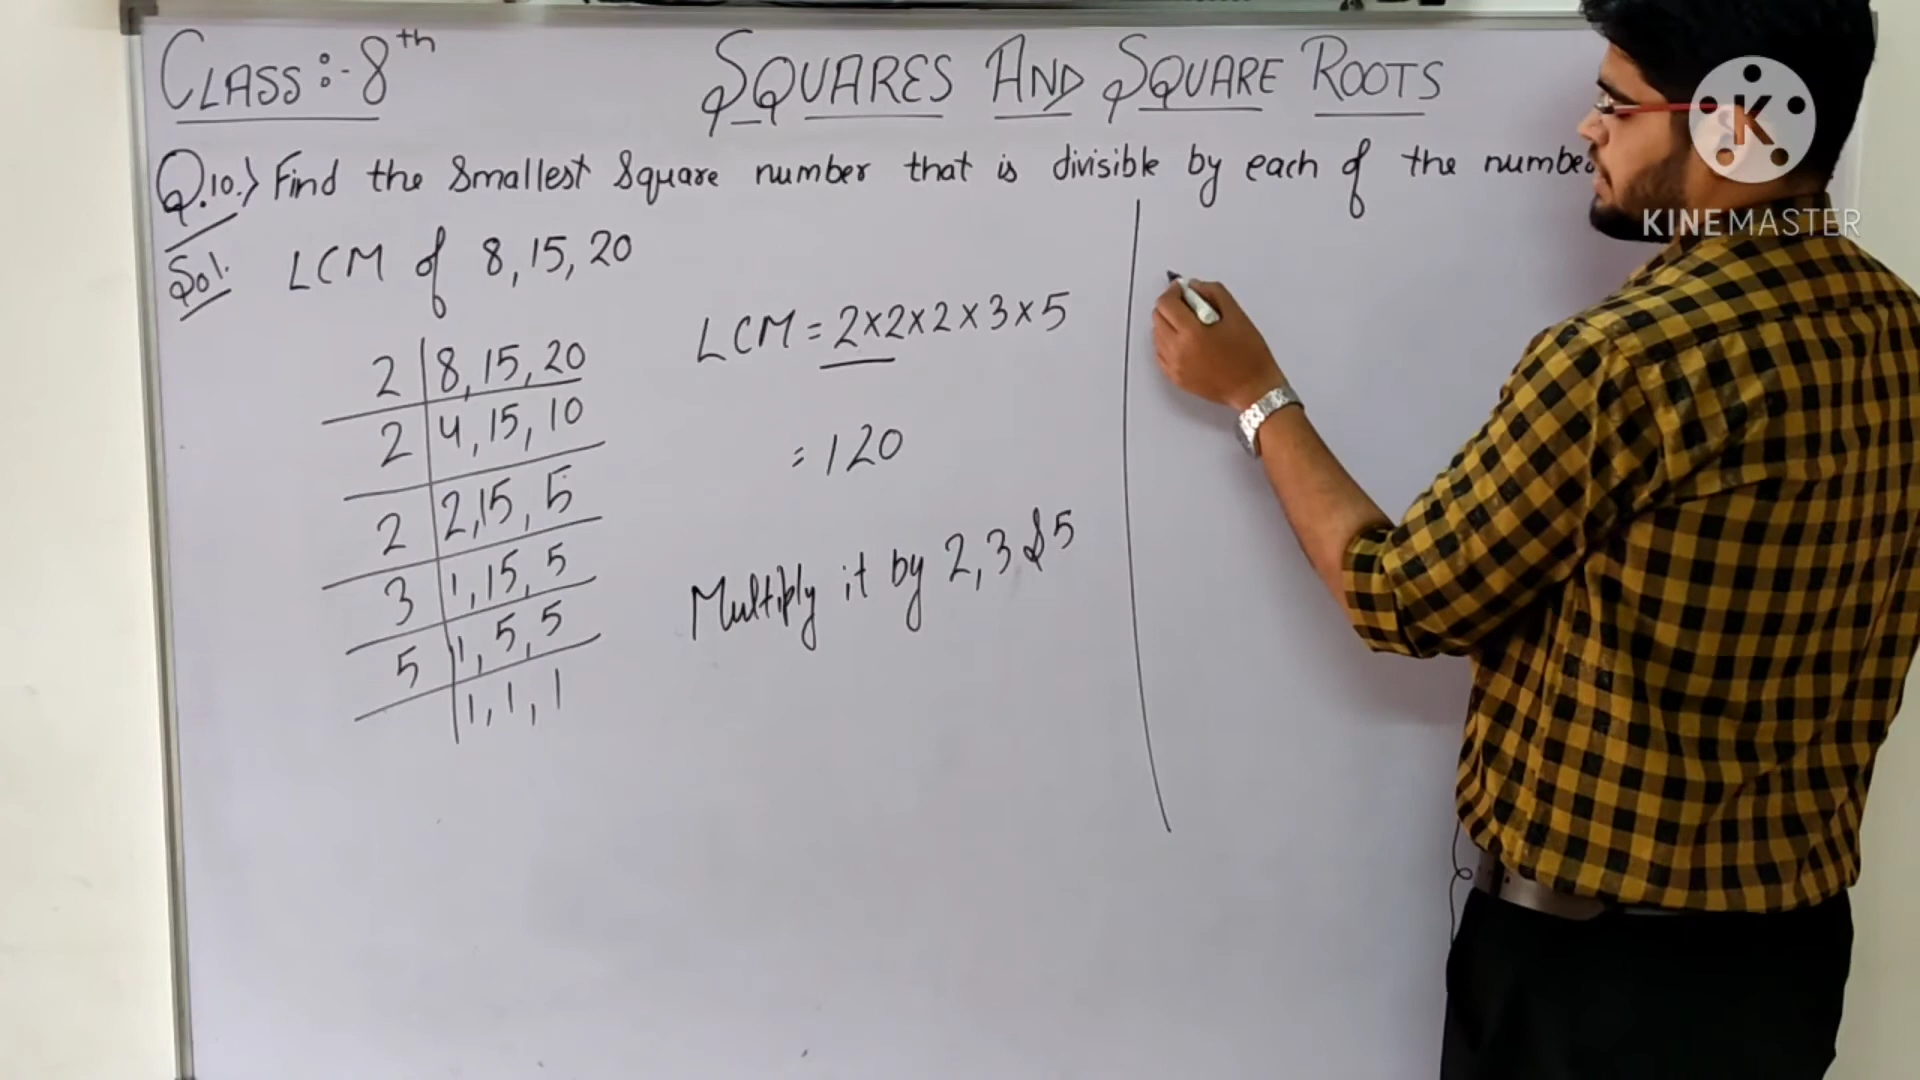 CLASS:-8th
SQUARES AND SQUARE ROOTS
Q.10.) Find the smallest square number that is divisible by each of the
Sol. LCM of 8, 15, 20
2 | 8, 15, 20
2 | 4, 15, 10
2 | 2, 15, 5
3 | 1, 15, 5
5 | 1, 5, 5
1, 1, 1
LCM = 2×2×2×3×5
= 120
Multiply it by 2, 3 & 5
K
KINEMASTER